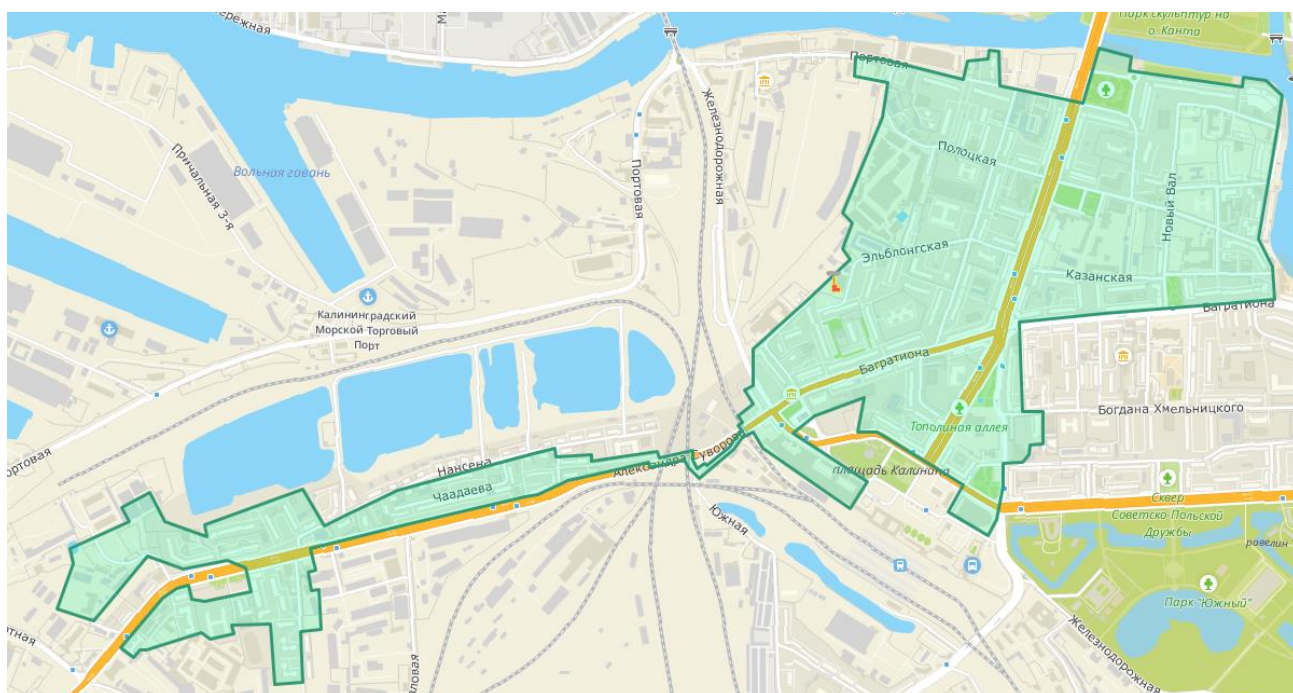 Парк скульптур на
о. Канта
Портовая
Железнодорожная
Полоцкая
Причальная 3-я
Вольная гавань
Портовая
Новый Вал
Эльблонгская
Казанская
Калининградский
Морской Торговый
Порт
Багратиона
Багратиона
Богдана Хмельницкого
Тополиная аллея
Нансена
Александра Суворова
площадь Калинина
Чаадаева
Сквер
Советско-Польской
Дружбы
Южная
равелин
Парк "Южный"
Железнодорожная